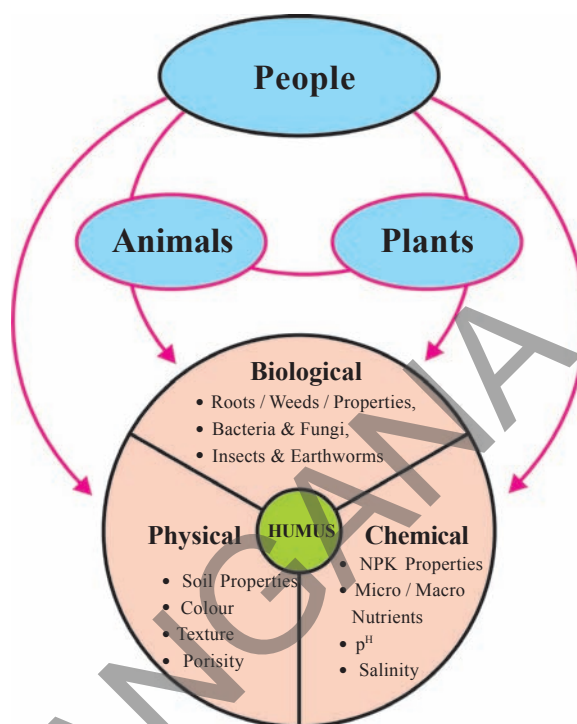 People
Animals
Plants
Biological
• Roots / Weeds / Properties,
• Bacteria & Fungi,
• Insects & Earthworms
HUMUS
Physical
• Soil Properties
• Colour
• Texture
• Porisity
Chemical
• NPK Properties
• Micro / Macro
Nutrients
• pᴴ
• Salinity
NGANA